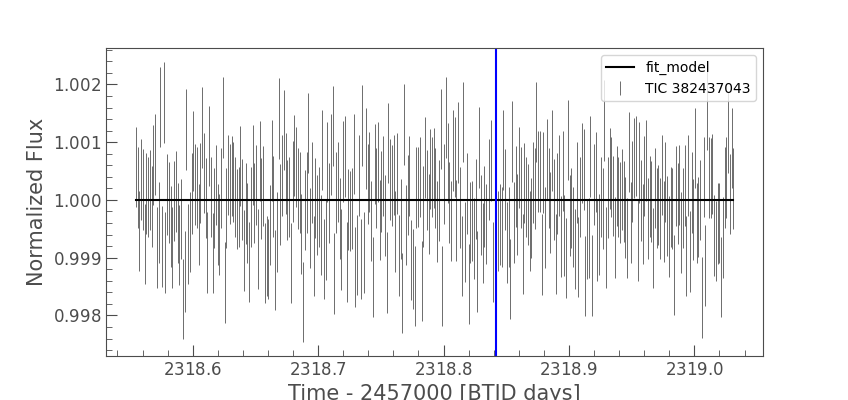 fit_model
TIC 382437043
1.002
1.001
1.000
0.999
0.998
Normalized Flux
2318.6 2318.7 2318.8 2318.9 2319.0
Time - 2457000 [BTJD days]